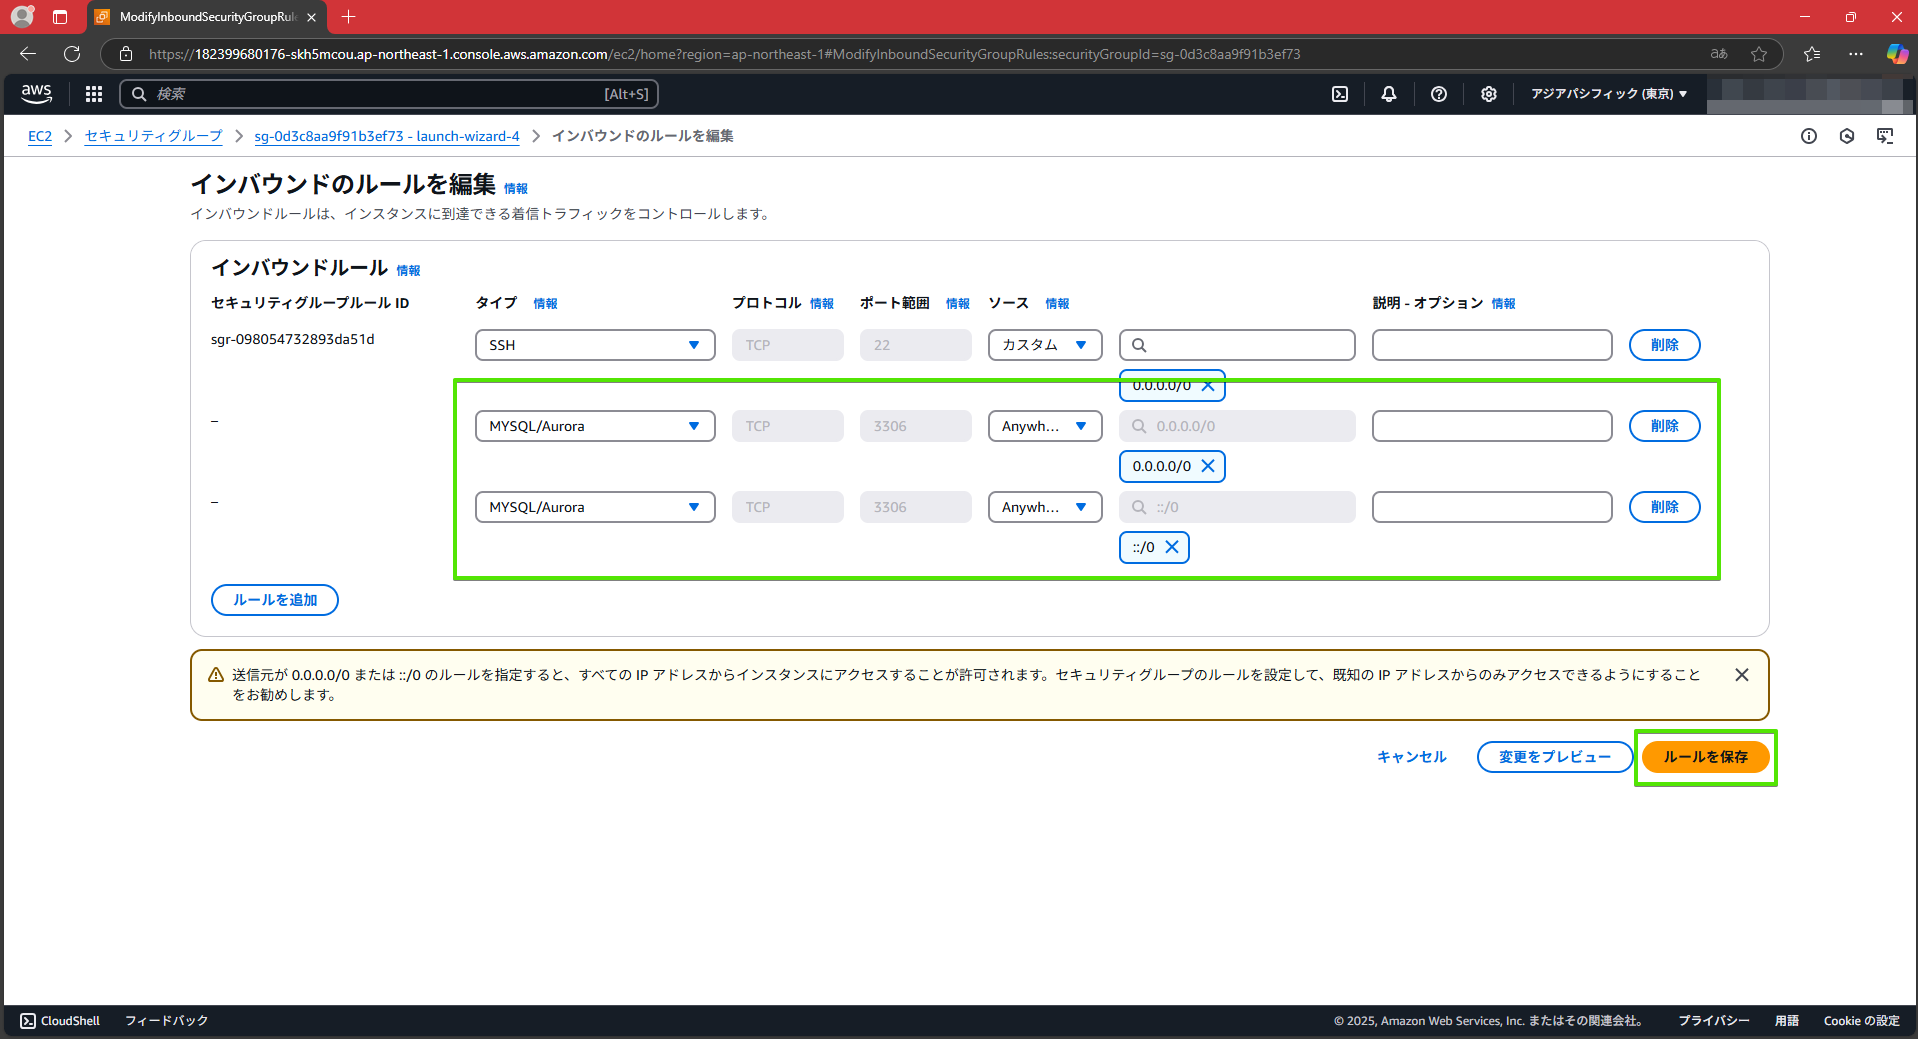 ModifyInboundSecurityGroupRule
https://182399680176-skh5mcou.ap-northeast-1.console.aws.amazon.com/ec2/home?region=ap-northeast-1#ModifyInboundSecurityGroupRules:securityGroupId=sg-0d3c8aa9f91b3ef73
aあ
aws
検索
[Alt+S]
アジアパシフィック (東京)
EC2 > セキュリティグループ > sg-0d3c8aa9f91b3ef73 - launch-wizard-4 > インバウンドのルールを編集
インバウンドのルールを編集 情報
インバウンドルールは、インスタンスに到達できる着信トラフィックをコントロールします。
インバウンドルール 情報
セキュリティグループルール ID タイプ 情報 プロトコル 情報 ポート範囲 情報 ソース 情報 説明 - オプション 情報
sgr-098054732893da51d SSH TCP 22 カスタム 削除
0.0.0.0/0
– MYSQL/Aurora TCP 3306 Anywh... 0.0.0.0/0 削除
0.0.0.0/0
– MYSQL/Aurora TCP 3306 Anywh... ::/0 削除
::/0
ルールを追加
送信元が 0.0.0.0/0 または ::/0 のルールを指定すると、すべての IP アドレスからインスタンスにアクセスすることが許可されます。セキュリティグループのルールを設定して、既知の IP アドレスからのみアクセスできるようにすること
をお勧めします。
キャンセル 変更をプレビュー ルールを保存
CloudShell フィードバック © 2025, Amazon Web Services, Inc. またはその関連会社。 プライバシー 用語 Cookie の設定